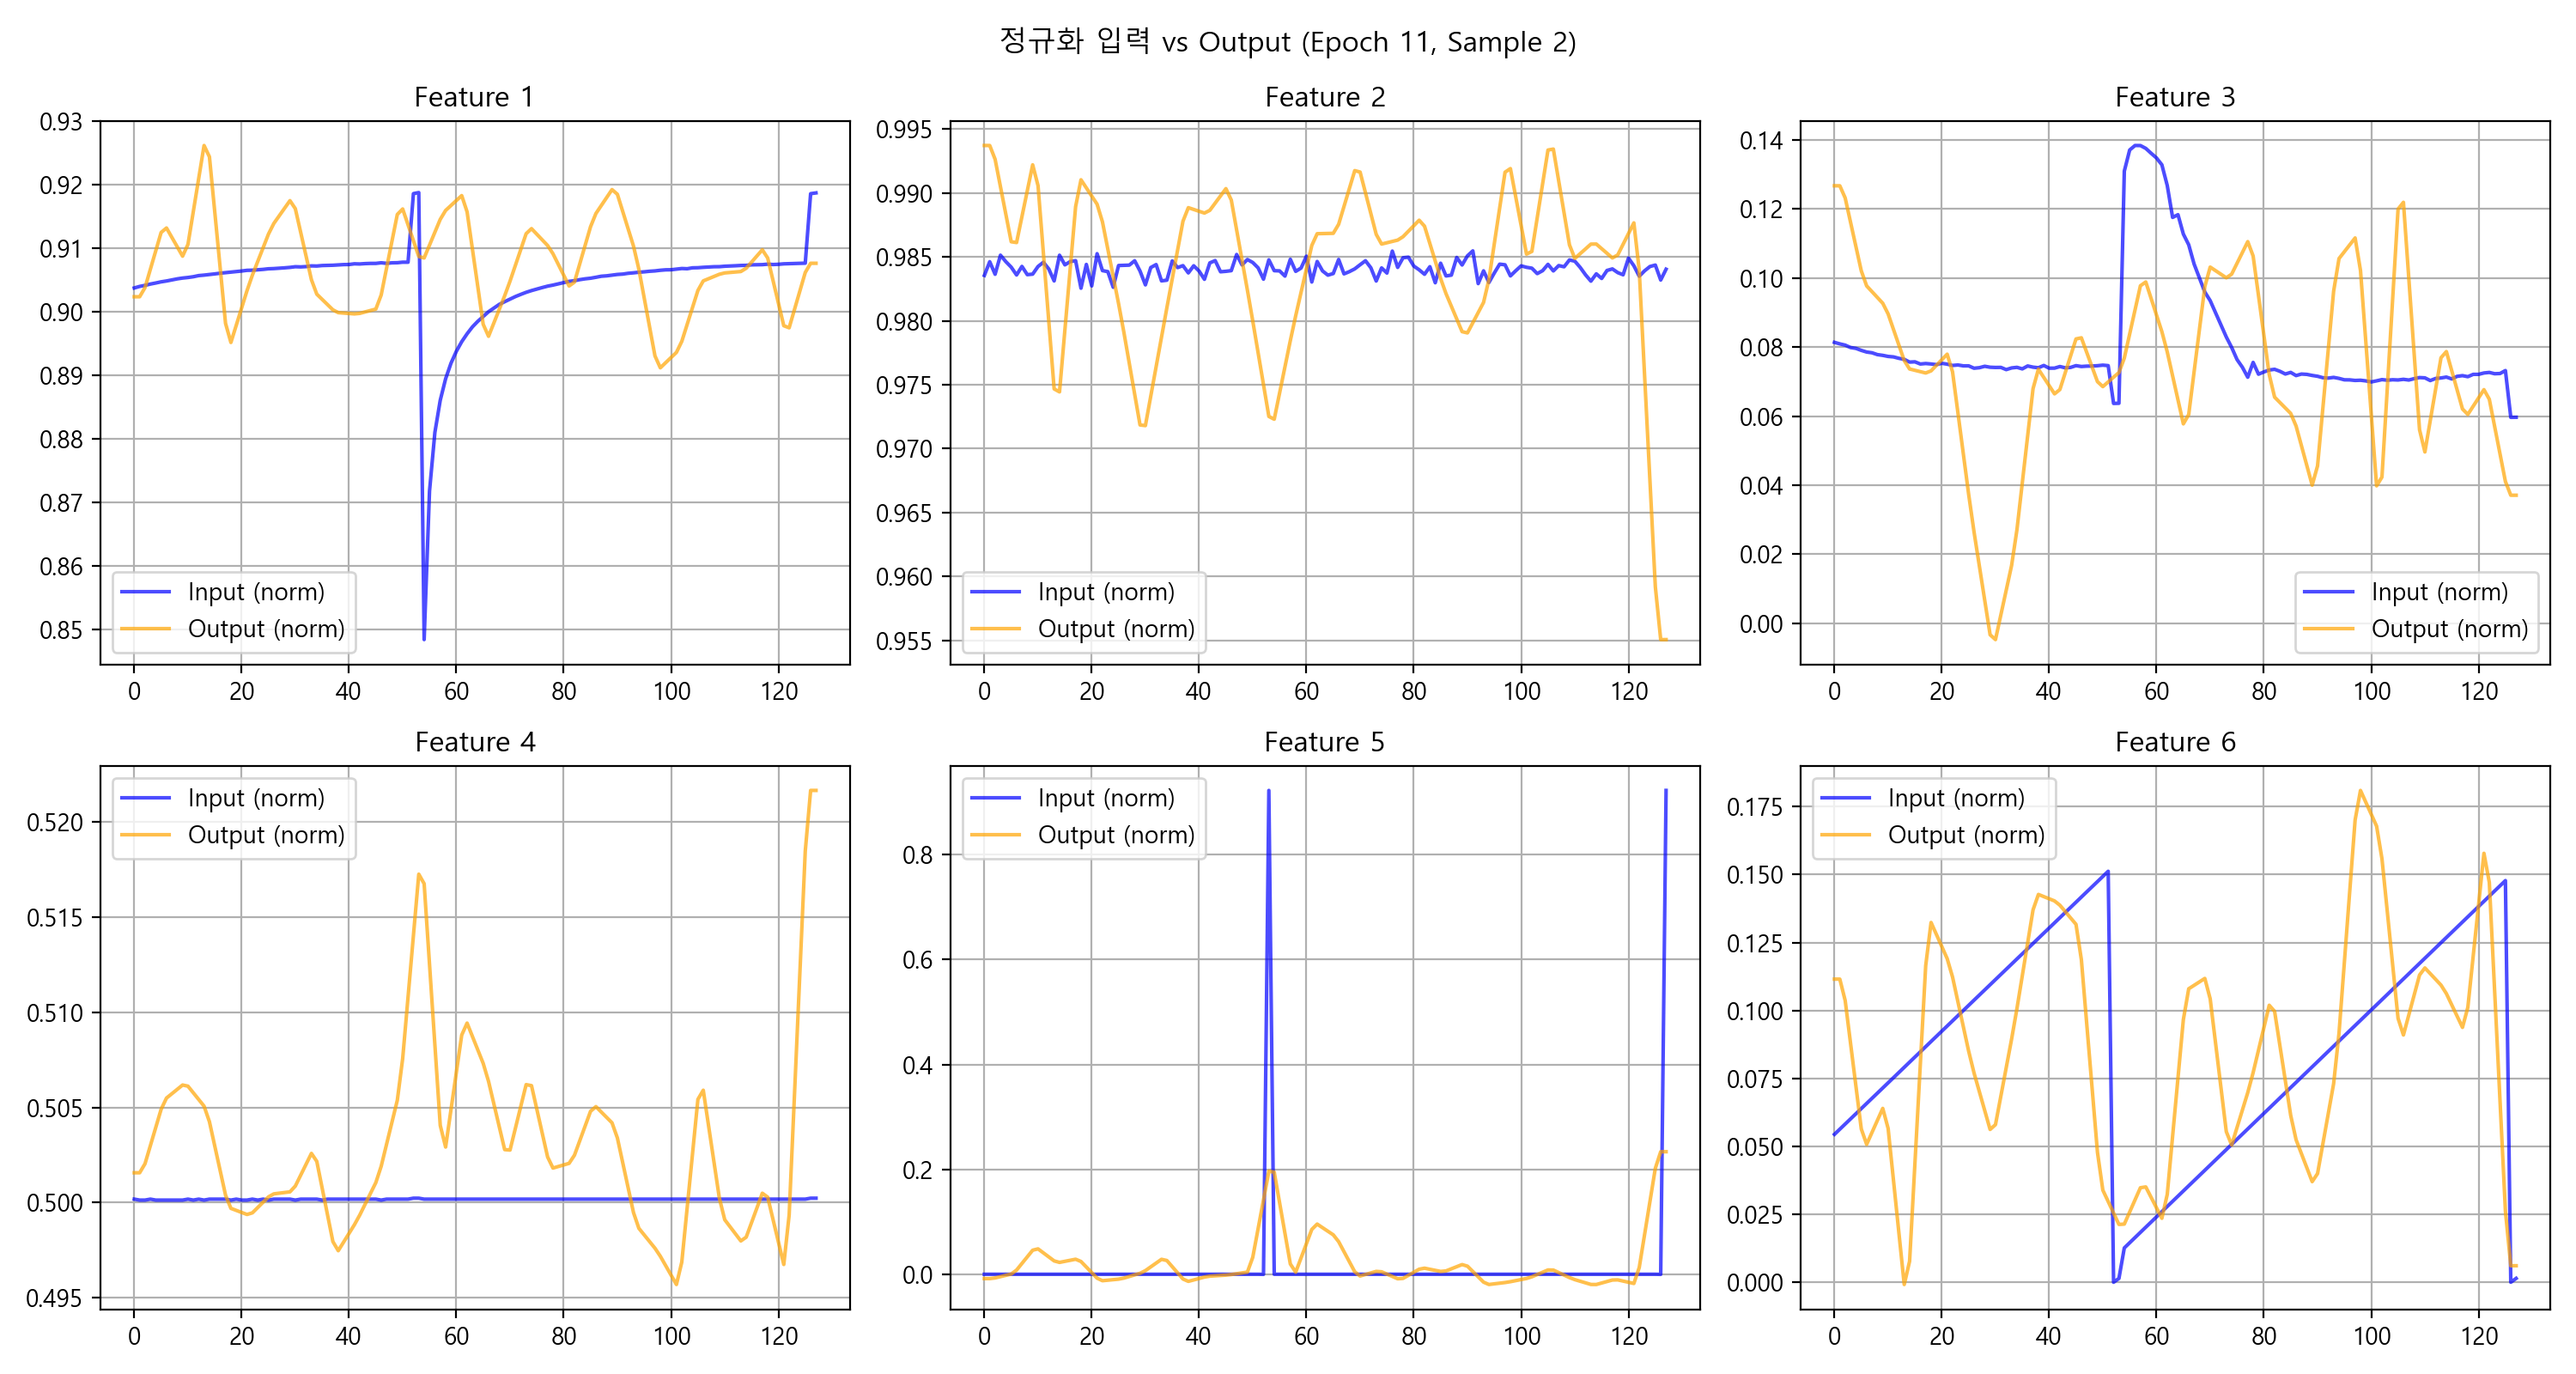 정규화 입력 vs Output (Epoch 11, Sample 2)
Feature 1
0.93
0.92
0.91
0.90
0.89
0.88
0.87
0.86
0.85
Input (norm)
Output (norm)
0 20 40 60 80 100 120
Feature 2
0.995
0.990
0.985
0.980
0.975
0.970
0.965
0.960
0.955
Input (norm)
Output (norm)
0 20 40 60 80 100 120
Feature 3
0.14
0.12
0.10
0.08
0.06
0.04
0.02
0.00
Input (norm)
Output (norm)
0 20 40 60 80 100 120
Feature 4
Input (norm)
Output (norm)
0.520
0.515
0.510
0.505
0.500
0.495
0 20 40 60 80 100 120
Feature 5
Input (norm)
Output (norm)
0.8
0.6
0.4
0.2
0.0
0 20 40 60 80 100 120
Feature 6
Input (norm)
Output (norm)
0.175
0.150
0.125
0.100
0.075
0.050
0.025
0.000
0 20 40 60 80 100 120